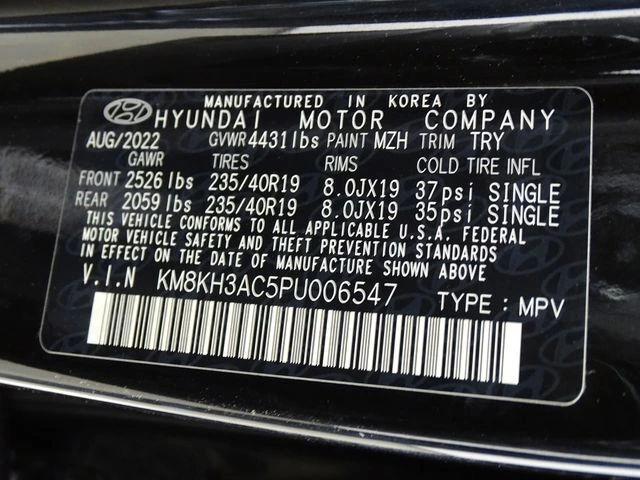 MANUFACTURED IN KOREA BY
HYUNDAI MOTOR COMPANY
AUG/2022 GVWR 4431lbs PAINT MZH TRIM TRY
GAWR TIRES RIMS COLD TIRE INFL
FRONT 2526lbs 235/40R19 8.0JX19 37psi SINGLE
REAR 2059lbs 235/40R19 8.0JX19 35psi SINGLE
THIS VEHICLE CONFORMS TO ALL APPLICABLE U.S.A. FEDERAL
MOTOR VEHICLE SAFETY AND THEFT PREVENTION STANDARDS
IN EFFECT ON THE DATE OF MANUFACTURE SHOWN ABOVE.
V.I.N KM8KH3AC5PU006547 TYPE : MPV